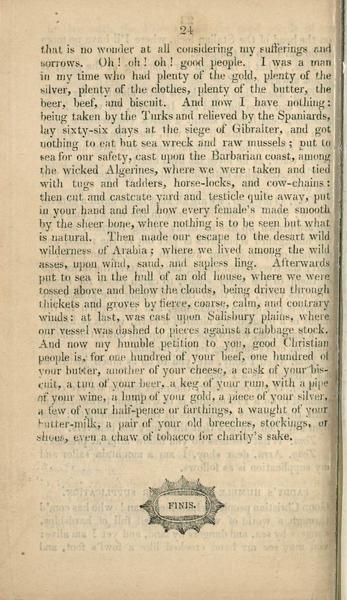 24
that is no wonder at all considering my sufferings and
sorrows. Oh! oh! oh! good people. I was a man
in my time who had plenty of the gold, plenty of the
silver, plenty of the clothes, plenty of the butter, the
beer, beef, and biscuit. And now I have nothing:
being taken by the Turks and relieved by the Spaniards,
lay sixty-six days at the siege of Gibralter, and got
nothing to eat but sea wreck and raw mussels; put to
sea for our safety, cast upon the Barbarian coast, among
the wicked Algerines, where we were taken and tied
with tugs and tadders, horse-locks, and cow-chains:
then cut and castcate yard and testicle quite away, put
in your hand and feel how every female's made smooth
by the sheer bone, where nothing is to be seen but what
is natural. Then made our escape to the desart wild
wilderness of Arabia; where we lived among the wild
asses, upon wind, sand, and sapless ling. Afterwards
put to sea in the hull of an old house, where we were
tossed above and below the clouds, being driven through
thickets and groves by fierce, coarse, calm, and contrary
winds: at last, was cast upon Salisbury plains, where
our vessel was dashed to pieces against a cabbage stock.
And now my humble petition to you, good Christian
people is, for one hundred of your beef, one hundred of
your butter, another of your cheese, a cask of your bis-
cuit, a tun of your beer, a keg of your rum, with a pipe
of your wine, a lump of your gold, a piece of your silver,
a few of your half-pence or farthings, a waught of your
butter-milk, a pair of your old breeches, stockings, or
shoes, even a chaw of tobacco for charity's sake.
FINIS.